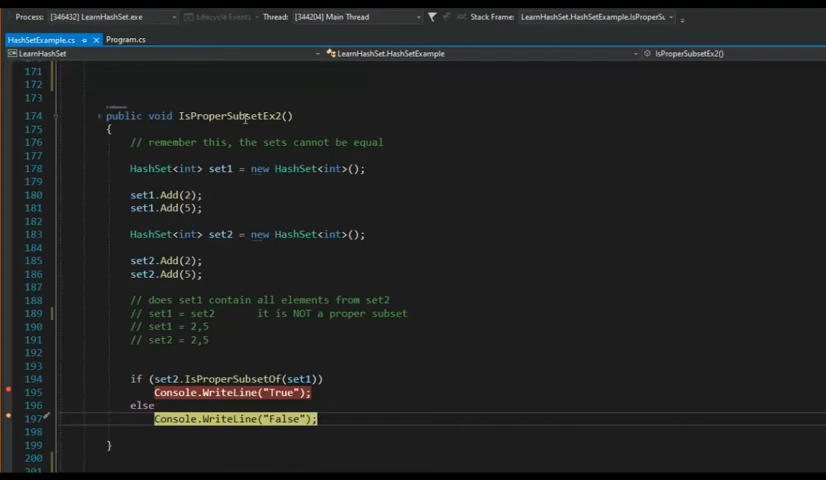 Process: [346432] LearnHashSet.exe Lifecycle Events Thread: [344204] Main Thread Stack Frame: LearnHashSet.HashSetExample.IsProperSu
HashSetExample.cs Program.cs
LearnHashSet LearnHashSet.HashSetExample IsProperSubsetEx2()
171
172
173
174 public void IsProperSubsetEx2()
175 {
176 // remember this, the sets cannot be equal
177
178 HashSet<int> set1 = new HashSet<int>();
179
180 set1.Add(2);
181 set1.Add(5);
182
183 HashSet<int> set2 = new HashSet<int>();
184
185 set2.Add(2);
186 set2.Add(5);
187
188 // does set1 contain all elements from set2
189 // set1 = set2 it is NOT a proper subset
190 // set1 = 2,5
191 // set2 = 2,5
192
193
194 if (set2.IsProperSubsetOf(set1))
195 Console.WriteLine("True");
196 else
197 Console.WriteLine("False");
198
199 }
200
201